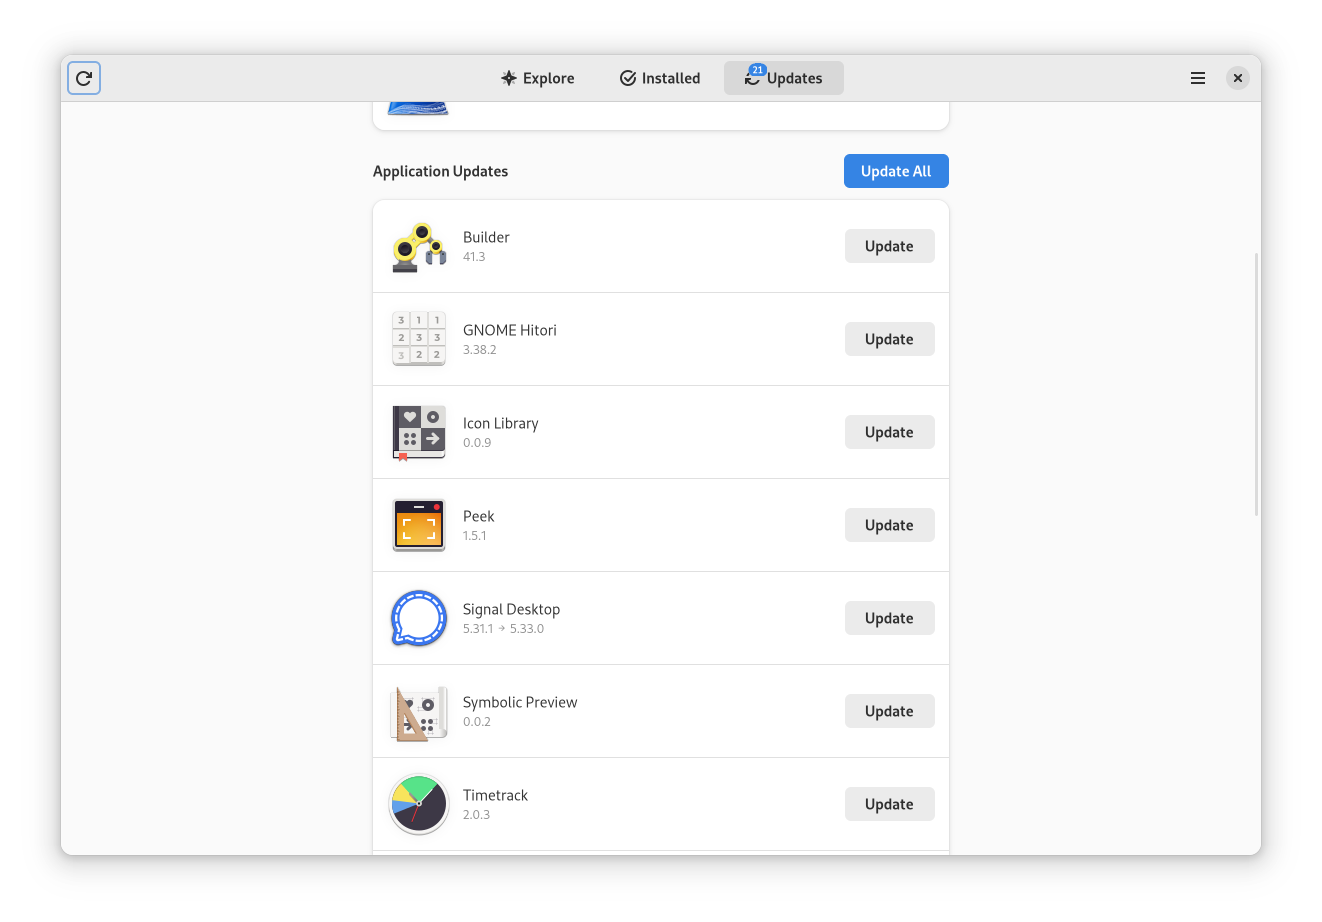 Explore
Installed
21
Updates
Application Updates
Update All
Builder
41.3
Update
3 1 1
2 3 3
3 2 2
GNOME Hitori
3.38.2
Update
Icon Library
0.0.9
Update
Peek
1.5.1
Update
Signal Desktop
5.31.1 → 5.33.0
Update
Symbolic Preview
0.0.2
Update
Timetrack
2.0.3
Update